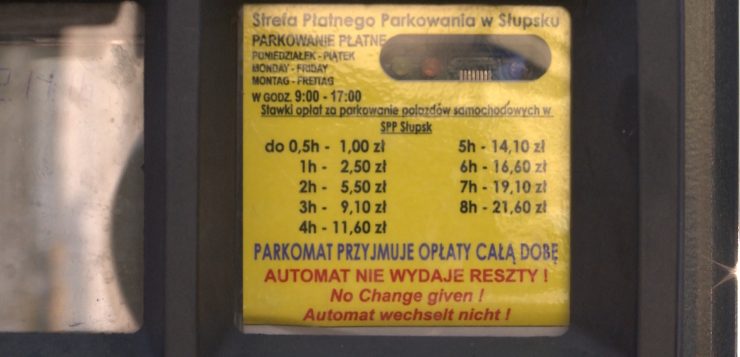 Strefa Płatnego Parkowania w Słupsku
PARKOWANIE PŁATNE
PONIEDZIAŁEK - PIĄTEK
MONDAY - FRIDAY
MONTAG - FREITAG
W GODZ. 9:00 - 17:00
Stawki opłat za parkowanie pojazdów samochodowych w
SPP Słupsk
do 0,5h - 1,00 zł
1h - 2,50 zł
2h - 5,50 zł
3h - 9,10 zł
4h - 11,60 zł
5h - 14,10 zł
6h - 16,60 zł
7h - 19,10 zł
8h - 21,60 zł
PARKOMAT PRZYJMUJE OPŁATY CAŁĄ DOBĘ
AUTOMAT NIE WYDAJE RESZTY !
No Change given !
Automat wechselt nicht !